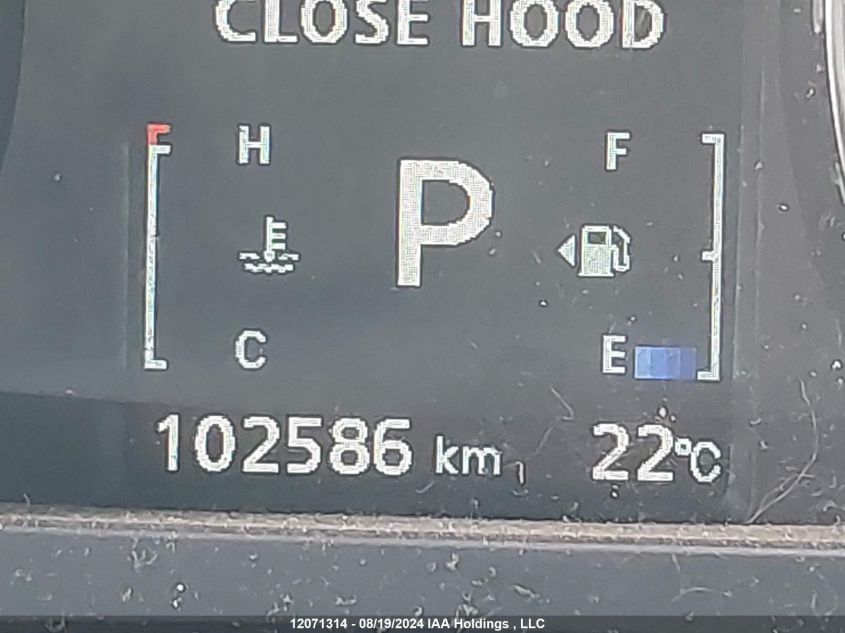 CLOSE HOOD
H F
P
C E
102586 km 22°C
12071314 - 08/19/2024 IAA Holdings , LLC